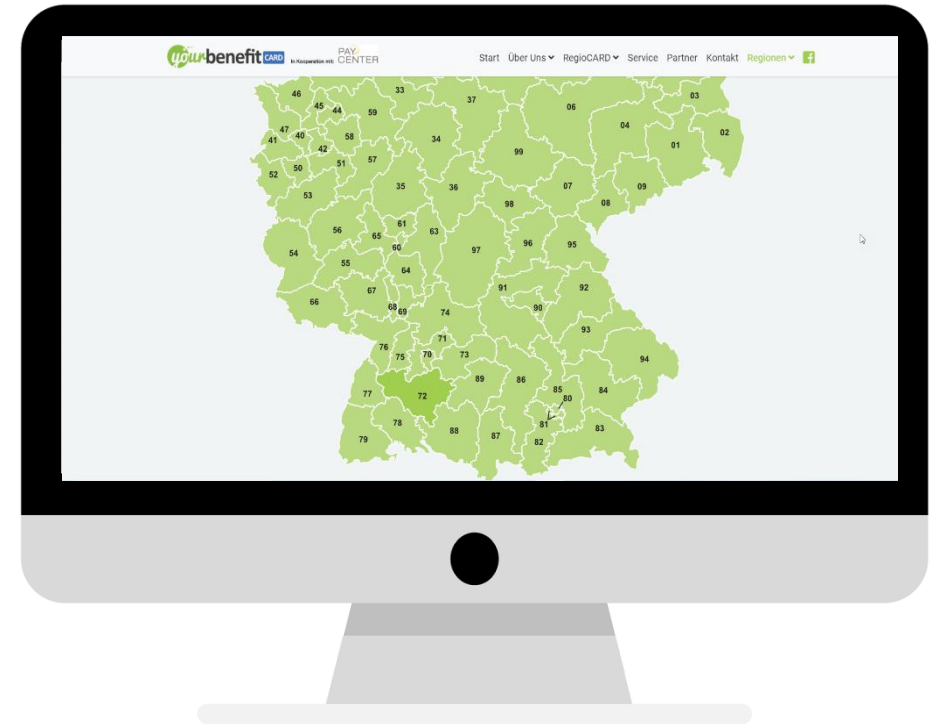 yourbenefit CARD In Kooperation mit: PAY CENTER
Start Über Uns RegioCARD Service Partner Kontakt Regionen
46 33 37 03
45 44 59 06
04 02
47 40 58 34 01
41 42 99
52 50 51 57
53 35 36 07 09
98 08
56 61 63
65 60 97 96 95
54 55 64
67 91 92
66 68 69 74 90
93
76 71
75 70 73 94
89 86
77 72 85 80 84
78 88 87 81 83
79 82